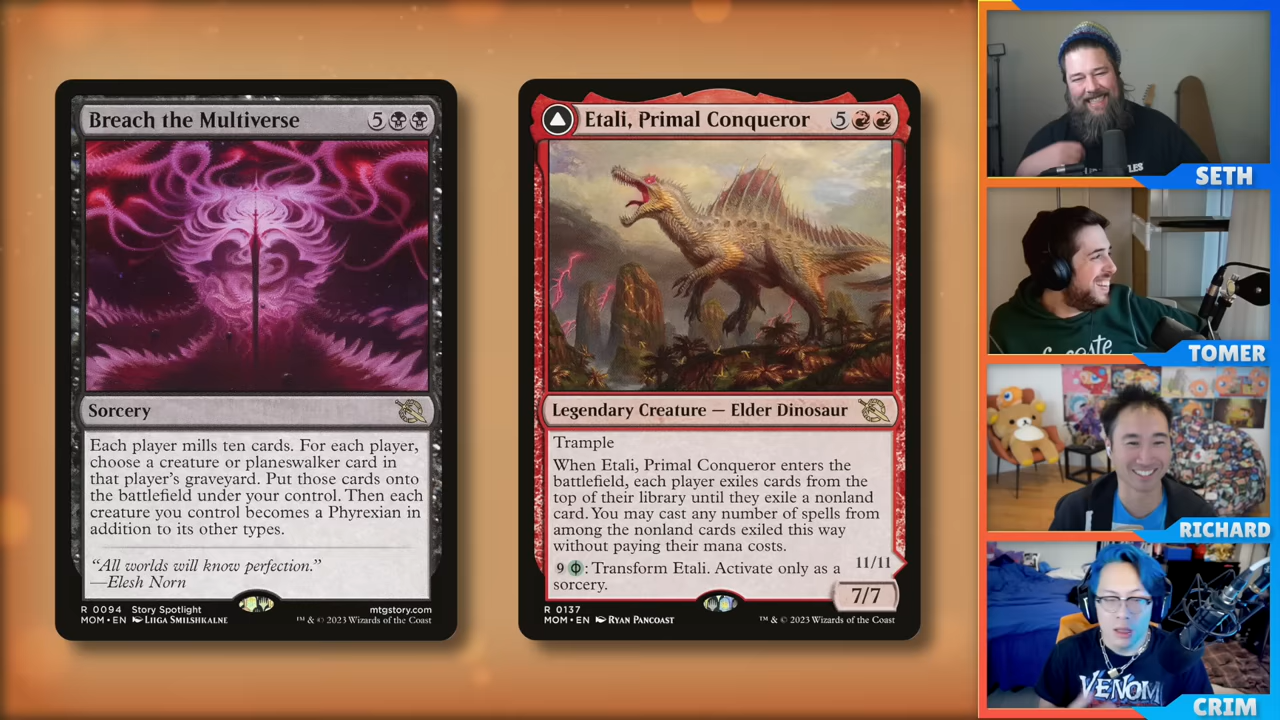 Breach the Multiverse 5
Sorcery
Each player mills ten cards. For each player,
choose a creature or planeswalker card in
that player's graveyard. Put those cards onto
the battlefield under your control. Then each
creature you control becomes a Phyrexian in
addition to its other types.
“All worlds will know perfection.”
—Elesh Norn
R 0094 Story Spotlight mtgstory.com
MOM • EN LIIGA SMILSHKALNE ™ & © 2023 Wizards of the Coast
Etali, Primal Conqueror 5
Legendary Creature — Elder Dinosaur
Trample
When Etali, Primal Conqueror enters the
battlefield, each player exiles cards from the
top of their library until they exile a nonland
card. You may cast any number of spells from
among the nonland cards exiled this way
without paying their mana costs.
9 : Transform Etali. Activate only as a
sorcery.
11/11
7/7
R 0137
MOM • EN RYAN PANCOAST ™ & © 2023 Wizards of the Coast
SETH
TOMER
RICHARD
VENOM
CRIM